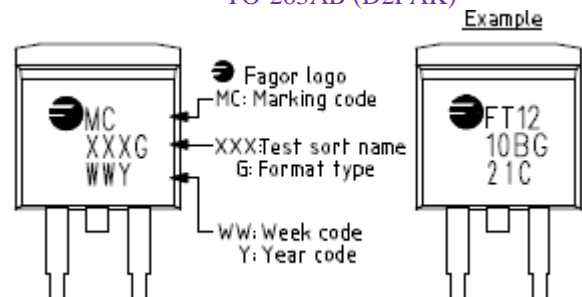 TO-263AB (D2PAK)
Example
MC
XXXG
WWY
Fagor logo
MC: Marking code
XXX:Test sort name
G: Format type
WW: Week code
Y: Year code
FT12
10BG
21C